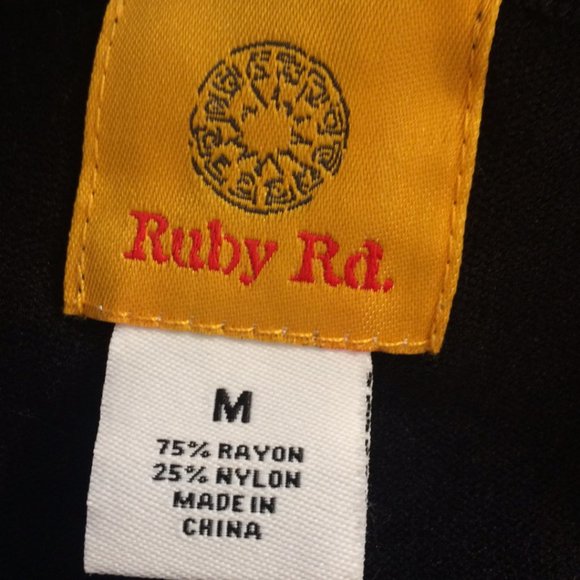 Ruby Rd.
M
75% RAYON
25% NYLON
MADE IN
CHINA